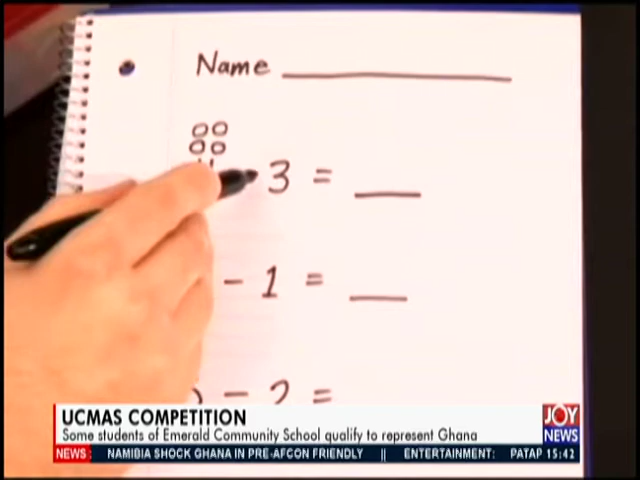 Name
3 =
- 1 =
- 2 =
UCMAS COMPETITION
Some students of Emerald Community School qualify to represent Ghana
JOY
NEWS
NEWS: NAMIBIA SHOCK GHANA IN PRE-AFCON FRIENDLY || ENTERTAINMENT: PATAP 15:42